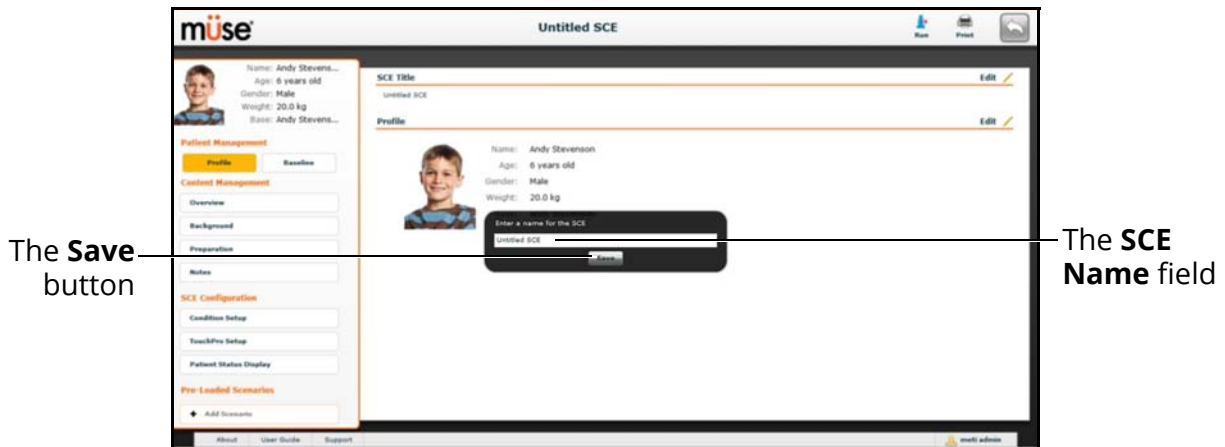 müse
Untitled SCE
Run
Print
Name: Andy Stevens...
Age: 6 years old
Gender: Male
Weight: 20.0 kg
Base: Andy Stevens...
Patient Management
Profile
Baseline
Content Management
Overview
Background
Preparation
Notes
SCE Configuration
Condition Setup
TouchPro Setup
Patient Status Display
Pre-Loaded Scenarios
Add Scenario
SCE Title
Edit
Untitled SCE
Profile
Edit
Name: Andy Stevenson
Age: 6 years old
Gender: Male
Weight: 20.0 kg
Enter a name for the SCE
Untitled SCE
Save
About
User Guide
Support
meti admin
The Save
button
The SCE
Name field